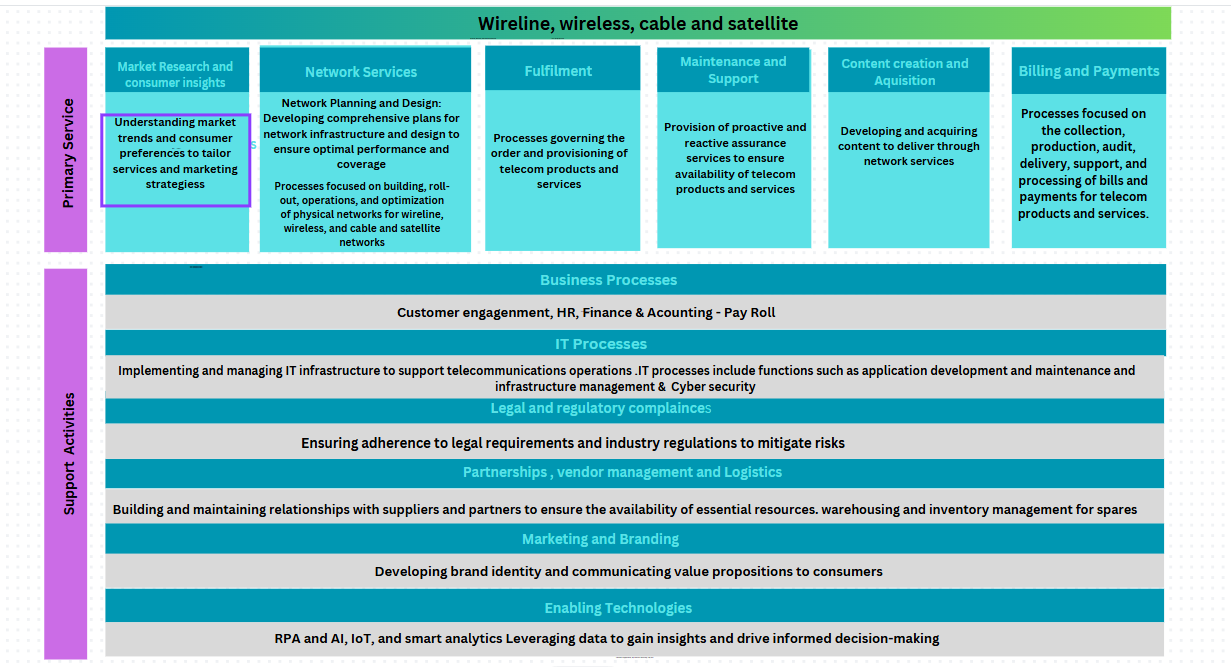 Wireline, wireless, cable and satellite
Primary Service
Market Research and
consumer insights
Understanding market
trends and consumer
preferences to tailor
services and marketing
strategiess
s
Network Services
Network Planning and Design:
Developing comprehensive plans for
network infrastructure and design to
ensure optimal performance and
coverage
Processes focused on building, roll-
out, operations, and optimization
of physical networks for wireline,
wireless, and cable and satellite
networks
Fulfilment
Processes governing the
order and provisioning of
telecom products and
services
Maintenance and
Support
Provision of proactive and
reactive assurance
services to ensure
availability of telecom
products and services
Content creation and
Aquisition
Developing and acquiring
content to deliver through
network services
Billing and Payments
Processes focused on
the collection,
production, audit,
delivery, support, and
processing of bills and
payments for telecom
products and services.
Support Activities
Business Processes
Customer engagenment, HR, Finance & Acounting - Pay Roll
IT Processes
Implementing and managing IT infrastructure to support telecommunications operations .IT processes include functions such as application development and maintenance and
infrastructure management & Cyber security
Legal and regulatory complainces
Ensuring adherence to legal requirements and industry regulations to mitigate risks
Partnerships , vendor management and Logistics
Building and maintaining relationships with suppliers and partners to ensure the availability of essential resources. warehousing and inventory management for spares
Marketing and Branding
Developing brand identity and communicating value propositions to consumers
Enabling Technologies
RPA and AI, IoT, and smart analytics Leveraging data to gain insights and drive informed decision-making